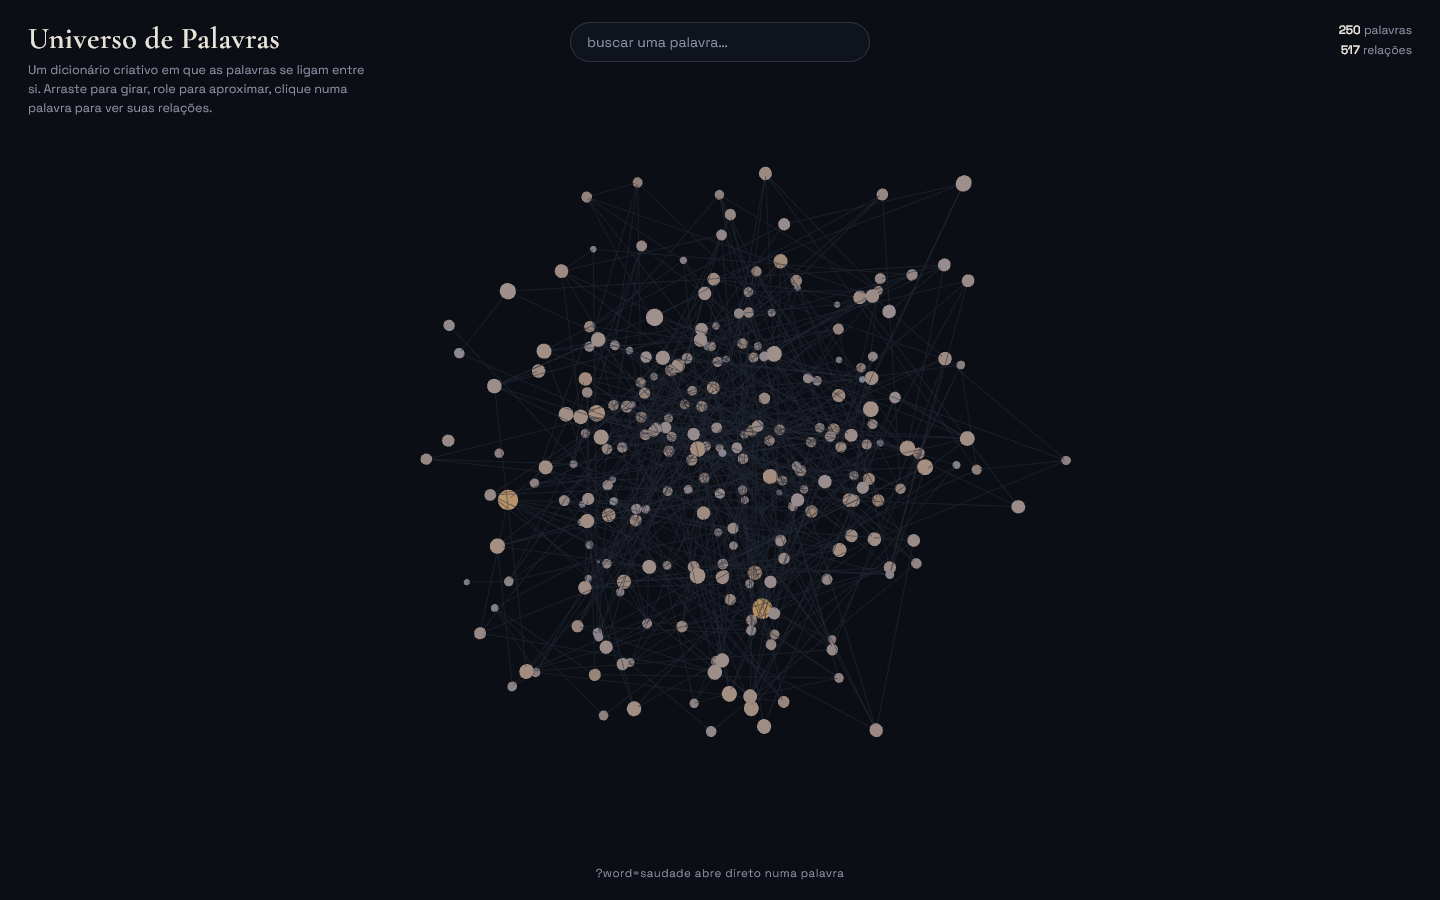 Universo de Palavras
Um dicionário criativo em que as palavras se ligam entre
si. Arraste para girar, role para aproximar, clique numa
palavra para ver suas relações.
buscar uma palavra…
250 palavras
517 relações
?word=saudade abre direto numa palavra